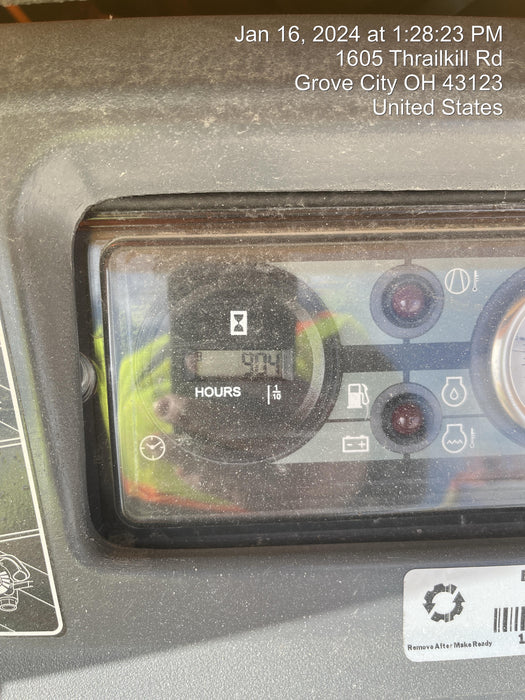 Jan 16, 2024 at 1:28:23 PM
1605 Thrailkill Rd
Grove City OH 43123
United States
904
HOURS 1/10
Remove After Make Ready